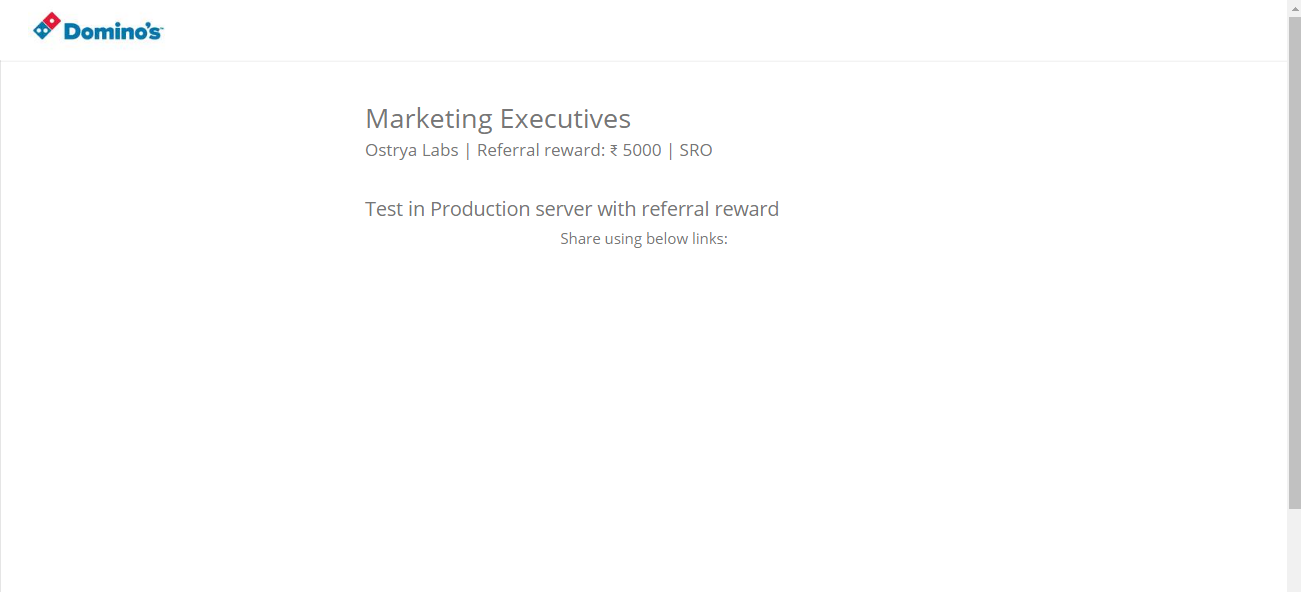 Domino's
Marketing Executives
Ostrya Labs | Referral reward: ₹ 5000 | SRO
Test in Production server with referral reward
Share using below links: